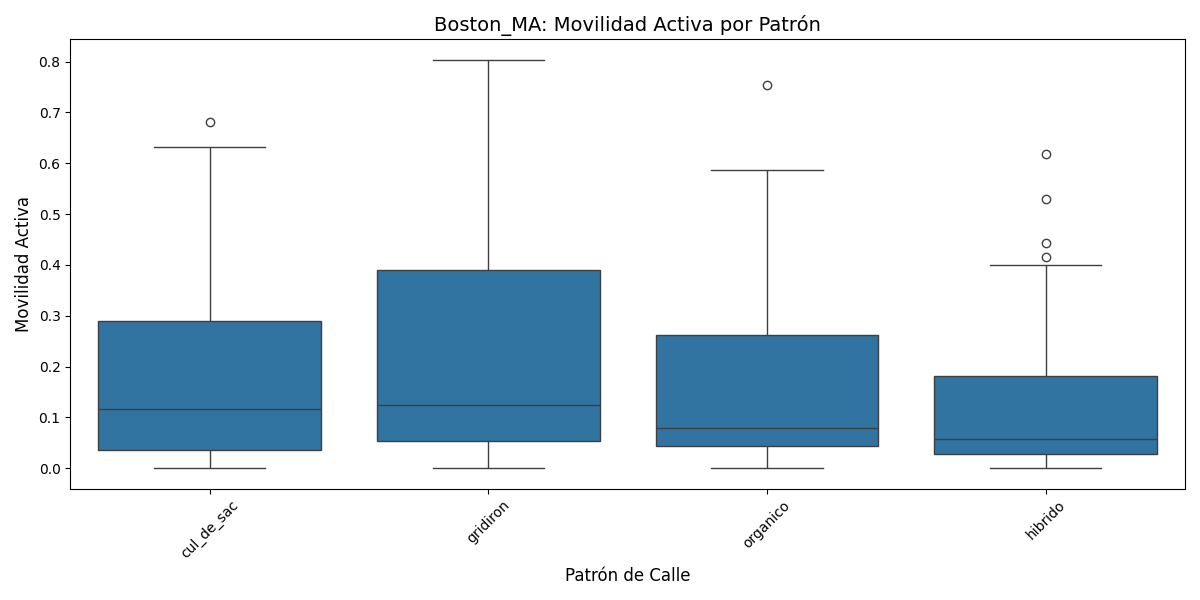 Boston_MA: Movilidad Activa por Patrón
Movilidad Activa
0.8
0.7
0.6
0.5
0.4
0.3
0.2
0.1
0.0
cul_de_sac
gridiron
organico
hibrido
Patrón de Calle